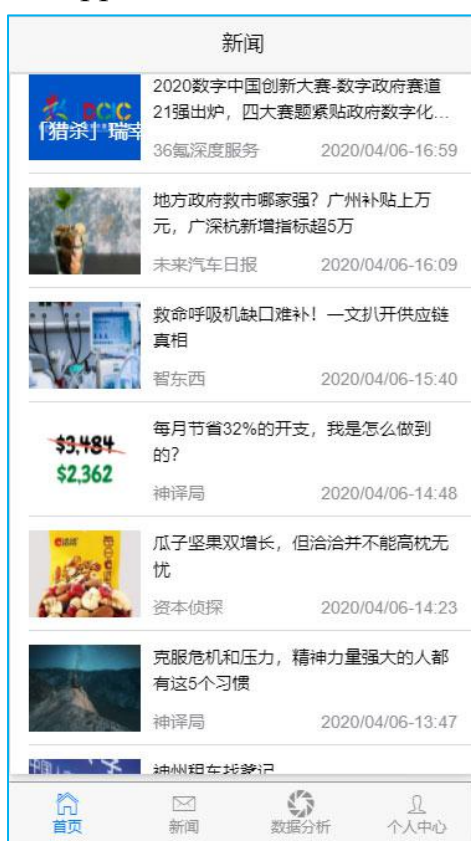 新闻
DCIC
「猎杀」瑞幸
2020数字中国创新大赛-数字政府赛道
21强出炉，四大赛题紧贴政府数字化...
36氪深度服务 2020/04/06-16:59
地方政府救市哪家强？广州补贴上万
元，广深杭新增指标超5万
未来汽车日报 2020/04/06-16:09
救命呼吸机缺口难补！一文扒开供应链
真相
智东西 2020/04/06-15:40
$3,484
$2,362
每月节省32%的开支，我是怎么做到
的？
神译局 2020/04/06-14:48
瓜子坚果双增长，但洽洽并不能高枕无
忧
资本侦探 2020/04/06-14:23
克服危机和压力，精神力量强大的人都
有这5个习惯
神译局 2020/04/06-13:47
首页 新闻 数据分析 个人中心